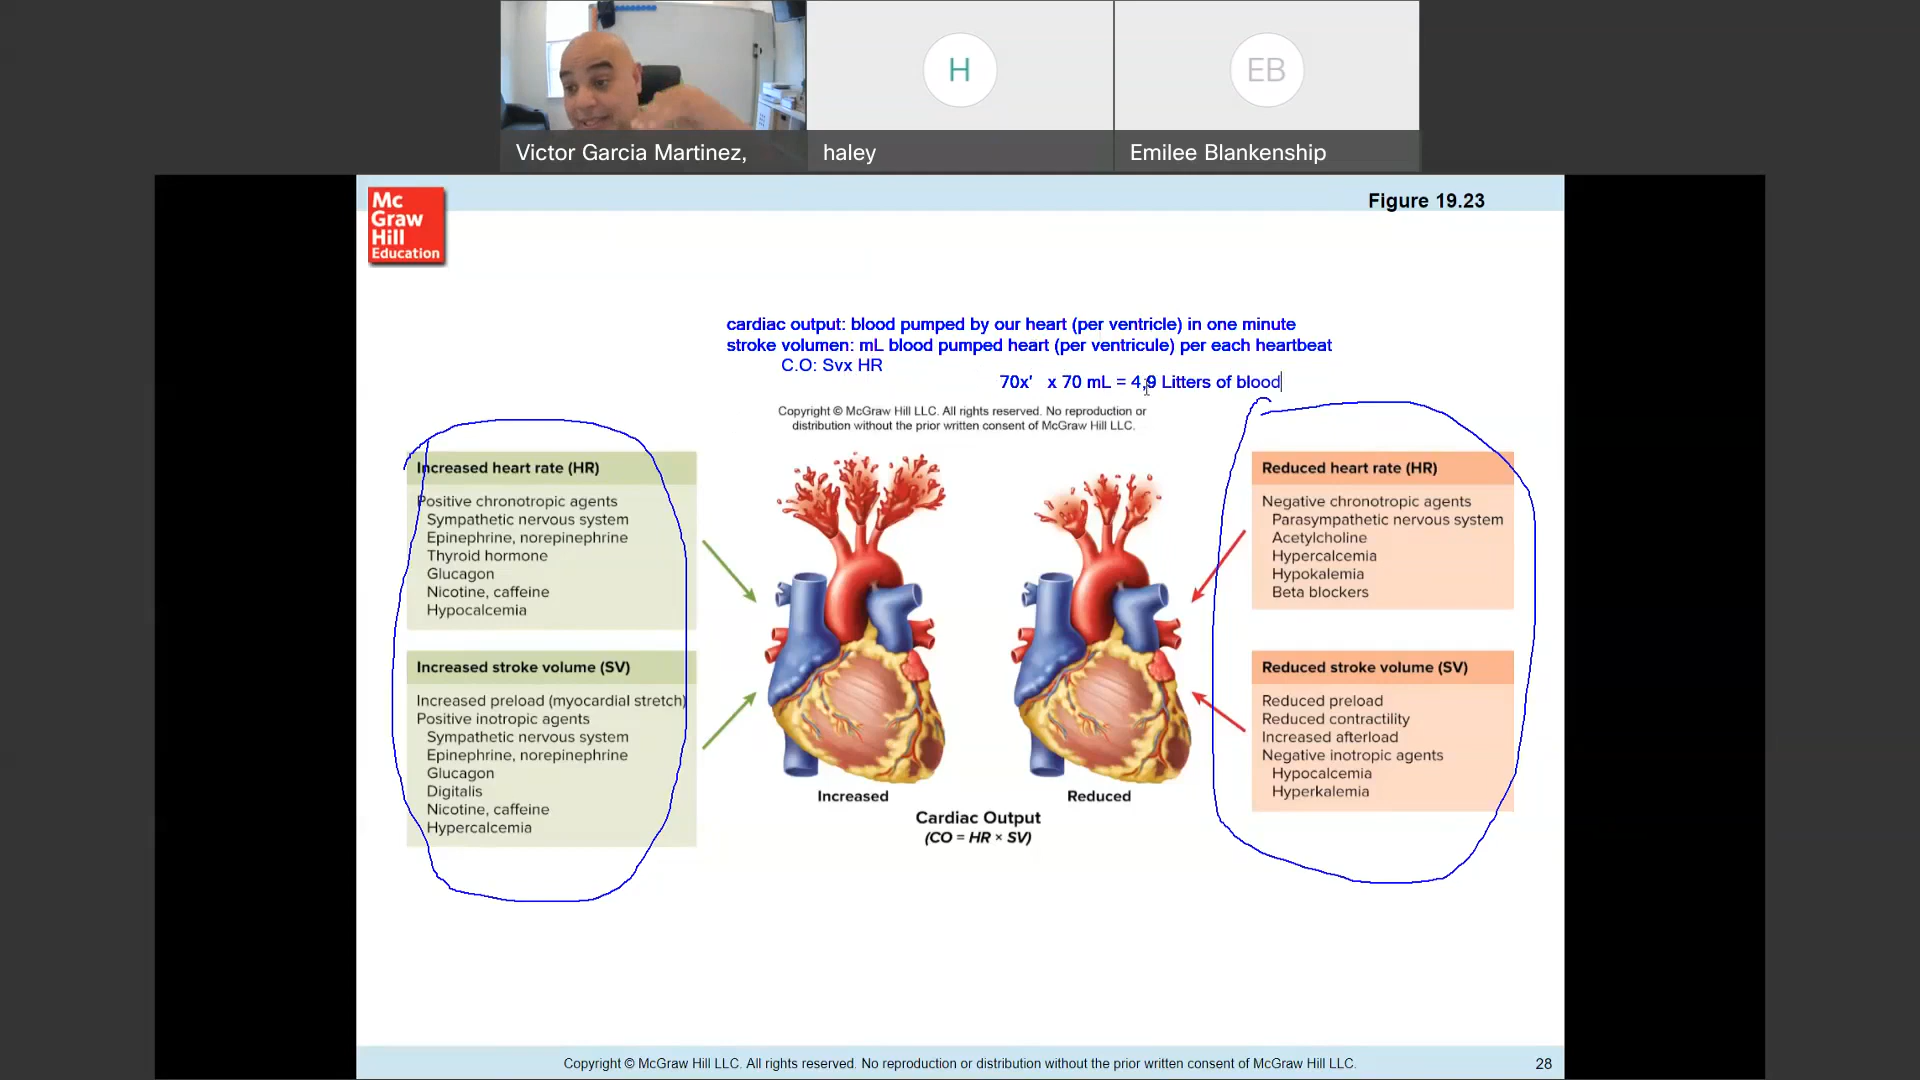 H
EB
Victor Garcia Martinez,
haley
Emilee Blankenship
Mc
Graw
Hill
Education
Figure 19.23
cardiac output: blood pumped by our heart (per ventricle) in one minute
stroke volumen: mL blood pumped heart (per ventricule) per each heartbeat
C.O: Svx HR
70x' x 70 mL = 4,9 Litters of blood
Copyright © McGraw Hill LLC. All rights reserved. No reproduction or
distribution without the prior written consent of McGraw Hill LLC.
Increased heart rate (HR)
Positive chronotropic agents
Sympathetic nervous system
Epinephrine, norepinephrine
Thyroid hormone
Glucagon
Nicotine, caffeine
Hypocalcemia
Increased stroke volume (SV)
Increased preload (myocardial stretch)
Positive inotropic agents
Sympathetic nervous system
Epinephrine, norepinephrine
Glucagon
Digitalis
Nicotine, caffeine
Hypercalcemia
Increased
Reduced
Cardiac Output
(CO = HR × SV)
Reduced heart rate (HR)
Negative chronotropic agents
Parasympathetic nervous system
Acetylcholine
Hypercalcemia
Hypokalemia
Beta blockers
Reduced stroke volume (SV)
Reduced preload
Reduced contractility
Increased afterload
Negative inotropic agents
Hypocalcemia
Hyperkalemia
Copyright © McGraw Hill LLC. All rights reserved. No reproduction or distribution without the prior written consent of McGraw Hill LLC.
28